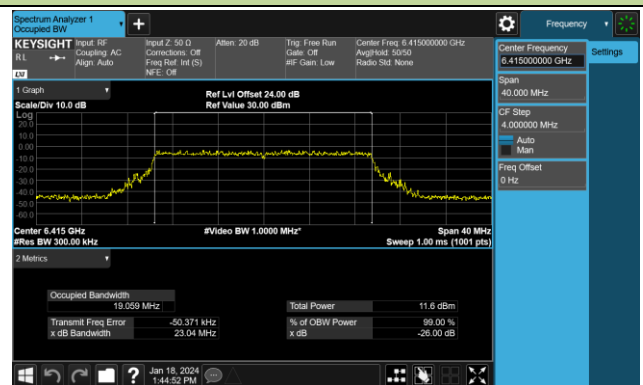 Spectrum Analyzer 1
Occupied BW
+
Frequency
KEYSIGHT
Input: RF
Input Z: 50 Ω
Atten: 20 dB
Trig: Free Run
Center Freq: 6.415000000 GHz
RL
Coupling: AC
Corrections: Off
Gate: Off
Avg|Hold: 50/50
Align: Auto
Freq Ref: Int (S)
#IF Gain: Low
Radio Std: None
NFE: Off
LXI
Center Frequency
6.415000000 GHz
Settings
Span
40.000 MHz
CF Step
4.000000 MHz
Auto
Man
Freq Offset
0 Hz
1 Graph
Ref Lvl Offset 24.00 dB
Scale/Div 10.0 dB
Ref Value 30.00 dBm
Log
20.0
10.0
0.00
-10.0
-20.0
-30.0
-40.0
-50.0
-60.0
Center 6.415 GHz
#Video BW 1.0000 MHz*
Span 40 MHz
#Res BW 300.00 kHz
Sweep 1.00 ms (1001 pts)
2 Metrics
Occupied Bandwidth
19.059 MHz
Total Power
11.6 dBm
Transmit Freq Error
-50.371 kHz
% of OBW Power
99.00 %
x dB Bandwidth
23.04 MHz
x dB
-26.00 dB
?
Jan 18, 2024
1:44:52 PM